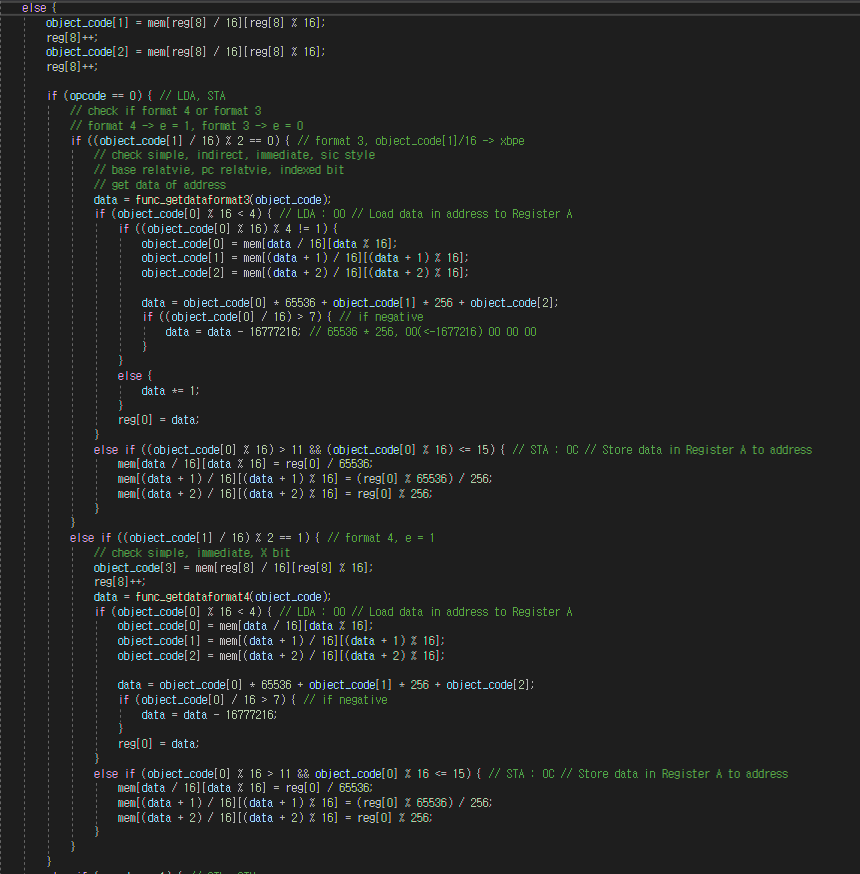 else {
object_code[1] = mem[reg[8] / 16][reg[8] % 16];
reg[8]++;
object_code[2] = mem[reg[8] / 16][reg[8] % 16];
reg[8]++;
if (opcode == 0) { // LDA, STA
// check if format 4 or format 3
// format 4 -> e = 1, format 3 -> e = 0
if ((object_code[1] / 16) % 2 == 0) { // format 3, object_code[1]/16 -> xbpe
// check simple, indirect, immediate, sic style
// base relatvie, pc relatvie, indexed bit
// get data of address
data = func_getdataformat3(object_code);
if (object_code[0] % 16 < 4) { // LDA : 00 // Load data in address to Register A
if ((object_code[0] % 16) % 4 != 1) {
object_code[0] = mem[data / 16][data % 16];
object_code[1] = mem[(data + 1) / 16][(data + 1) % 16];
object_code[2] = mem[(data + 2) / 16][(data + 2) % 16];
data = object_code[0] * 65536 + object_code[1] * 256 + object_code[2];
if ((object_code[0] / 16) > 7) { // if negative
data = data - 16777216; // 65536 * 256, 00(<-1677216) 00 00 00
}
}
else {
data *= 1;
}
reg[0] = data;
}
else if ((object_code[0] % 16) > 11 && (object_code[0] % 16) <= 15) { // STA : 0C // Store data in Register A to address
mem[data / 16][data % 16] = reg[0] / 65536;
mem[(data + 1) / 16][(data + 1) % 16] = (reg[0] % 65536) / 256;
mem[(data + 2) / 16][(data + 2) % 16] = reg[0] % 256;
}
}
else if ((object_code[1] / 16) % 2 == 1) { // format 4, e = 1
// check simple, immediate, X bit
object_code[3] = mem[reg[8] / 16][reg[8] % 16];
reg[8]++;
data = func_getdataformat4(object_code);
if (object_code[0] % 16 < 4) { // LDA : 00 // Load data in address to Register A
object_code[0] = mem[data / 16][data % 16];
object_code[1] = mem[(data + 1) / 16][(data + 1) % 16];
object_code[2] = mem[(data + 2) / 16][(data + 2) % 16];
data = object_code[0] * 65536 + object_code[1] * 256 + object_code[2];
if (object_code[0] / 16 > 7) { // if negative
data = data - 16777216;
}
reg[0] = data;
}
else if (object_code[0] % 16 > 11 && object_code[0] % 16 <= 15) { // STA : 0C // Store data in Register A to address
mem[data / 16][data % 16] = reg[0] / 65536;
mem[(data + 1) / 16][(data + 1) % 16] = (reg[0] % 65536) / 256;
mem[(data + 2) / 16][(data + 2) % 16] = reg[0] % 256;
}
}
}